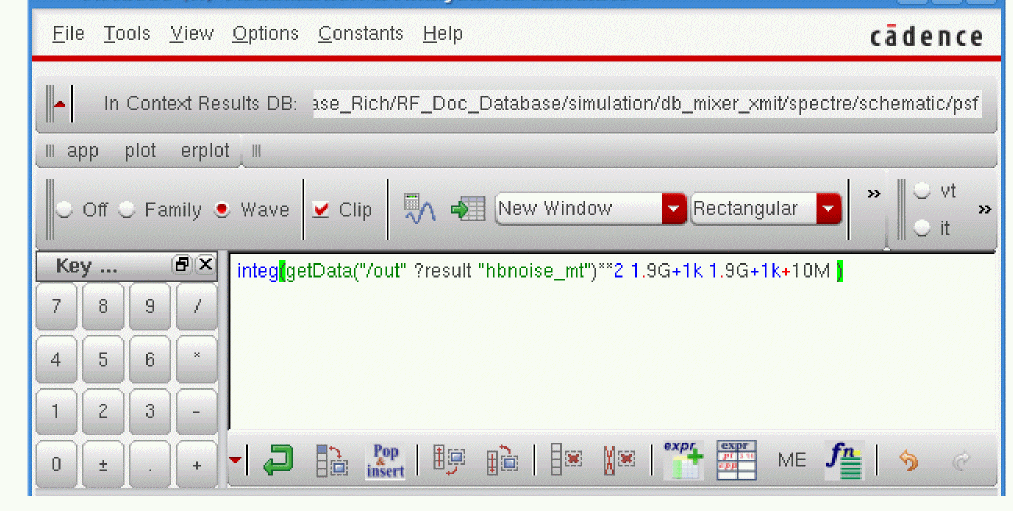 File Tools View Options Constants Help
cādence
In Context Results DB: ase_Rich/RF_Doc_Database/simulation/db_mixer_xmit/spectre/schematic/psf
app plot erplot
Off Family Wave Clip New Window Rectangular » vt
it »
Key ...
integ(getData("/out" ?result "hbnoise_mt")**2 1.9G+1k 1.9G+1k+10M )
7 8 9 /
4 5 6 *
1 2 3 -
0 ± . +
Pop & insert
expr
expr
ME
fn